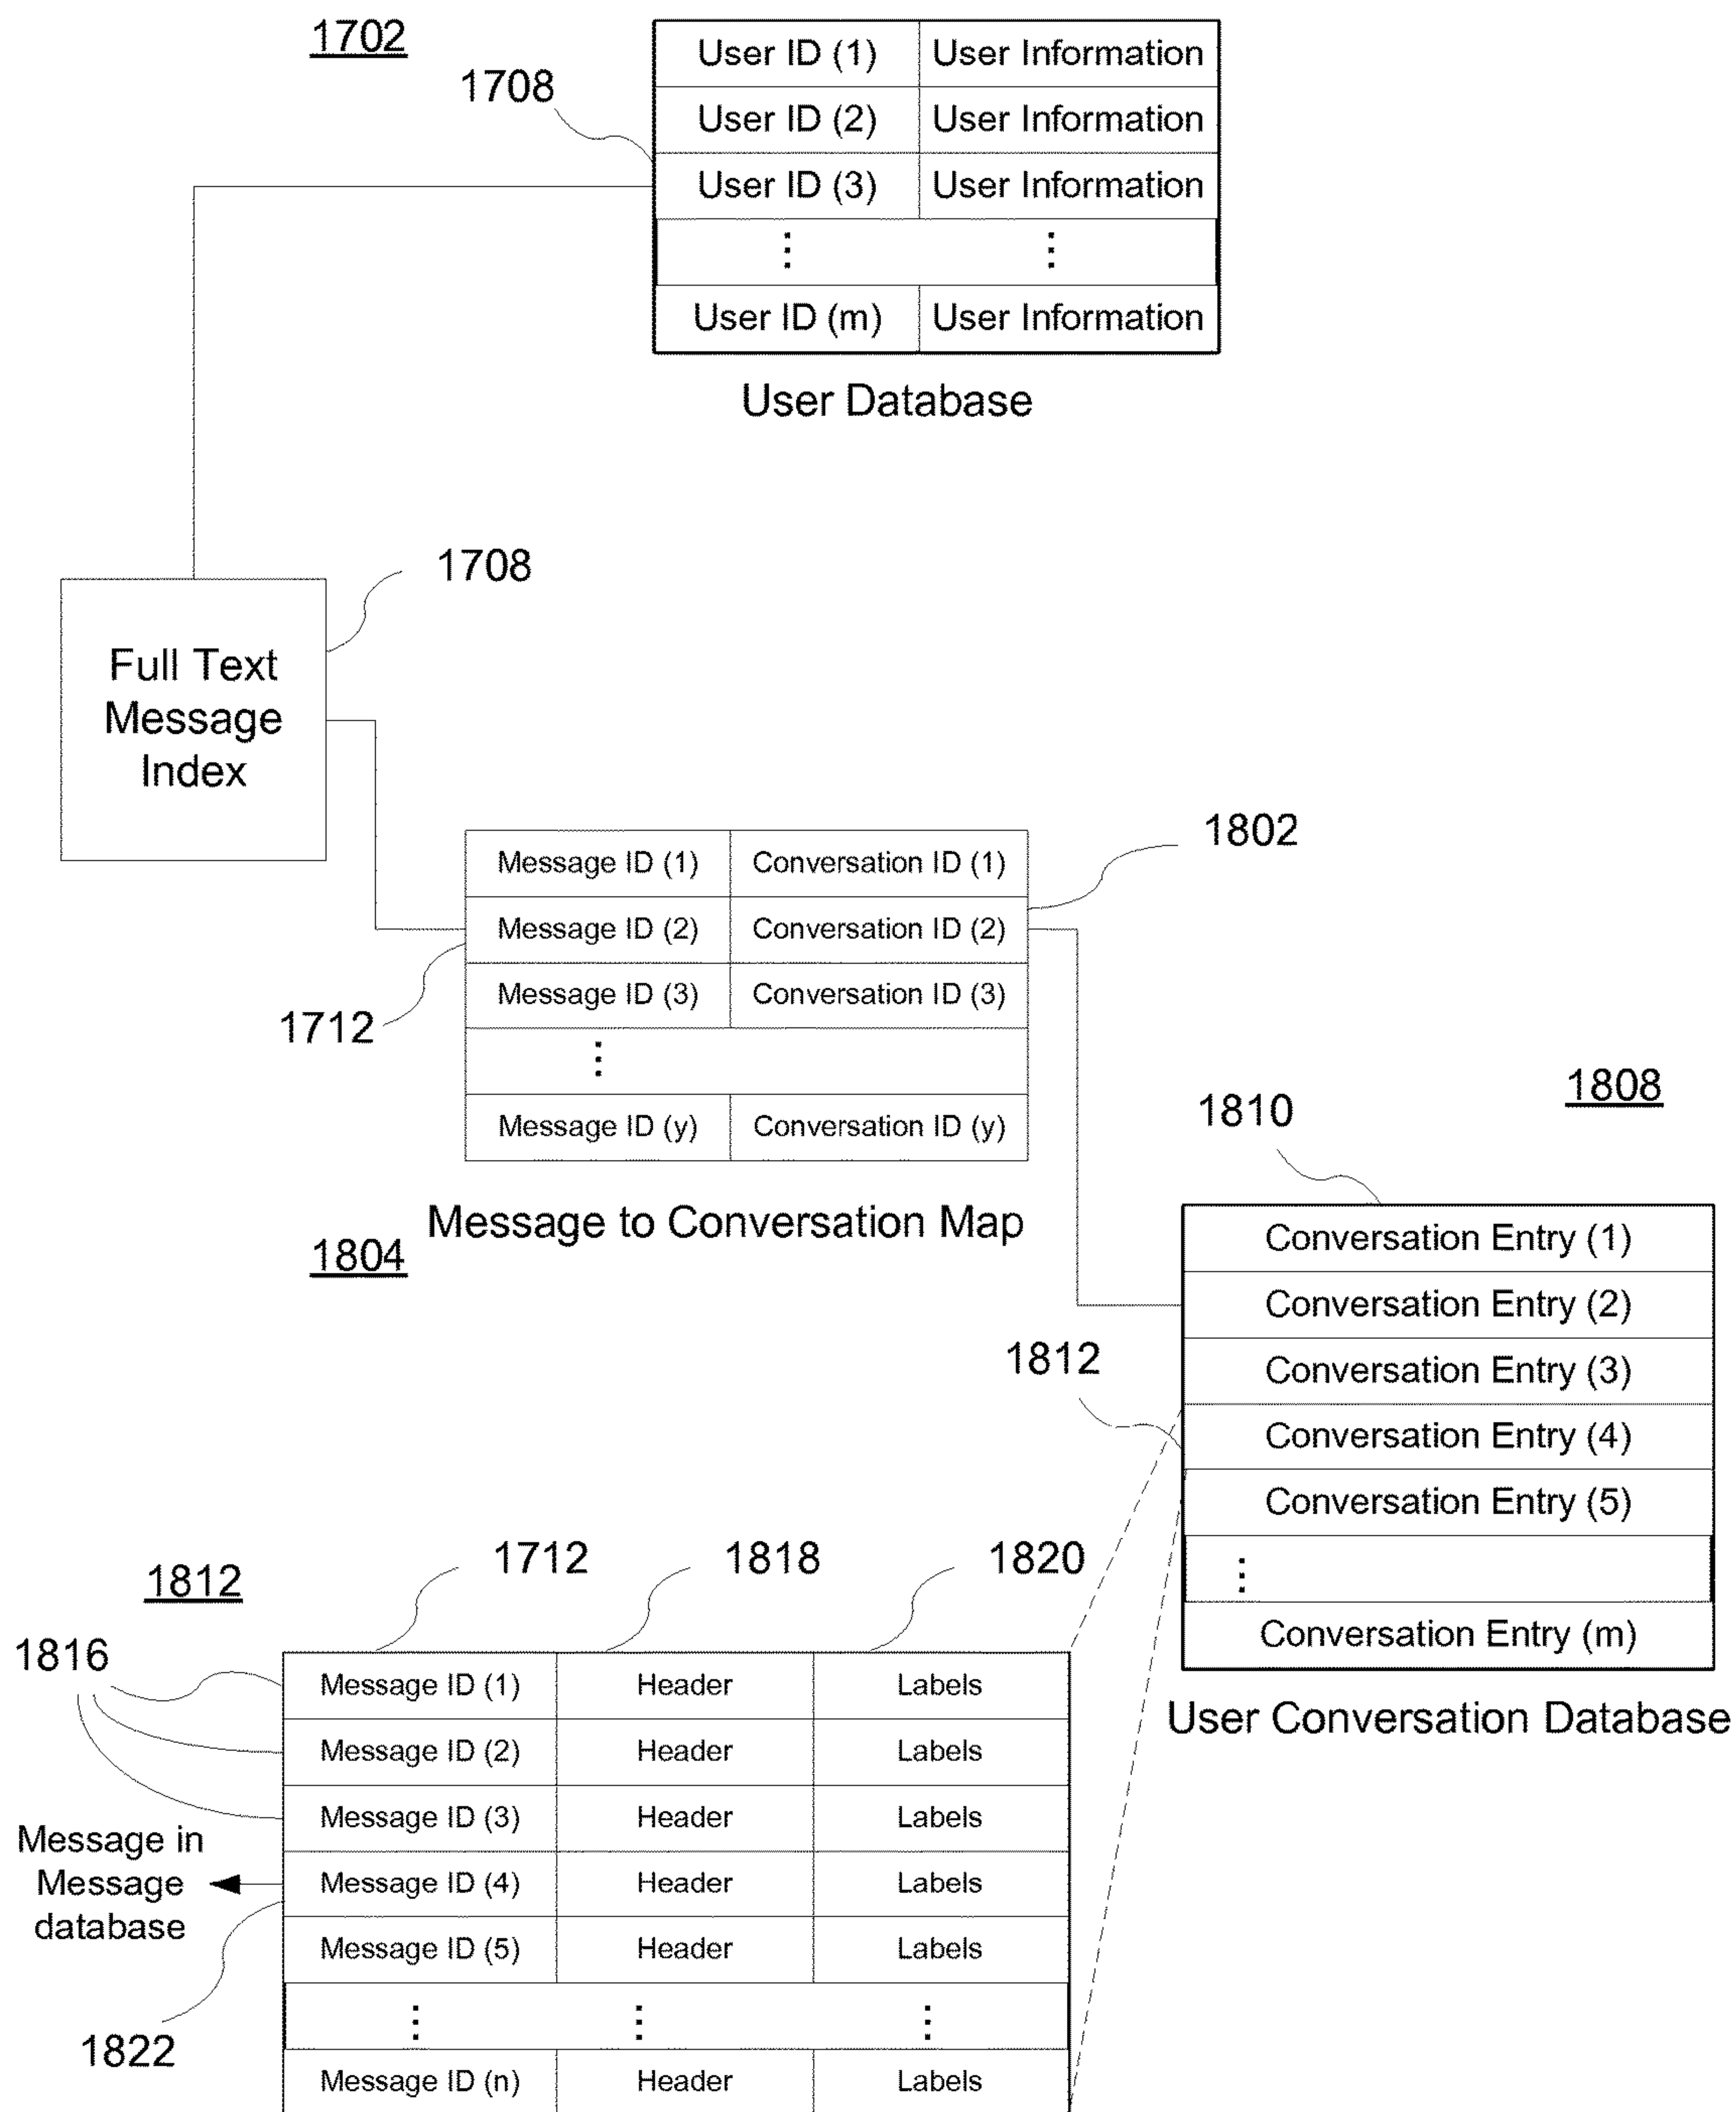 1702
1708
User ID (1) User Information
User ID (2) User Information
User ID (3) User Information
⋮ ⋮
User ID (m) User Information
User Database
1708
Full Text
Message
Index
1802
Message ID (1) Conversation ID (1)
Message ID (2) Conversation ID (2)
Message ID (3) Conversation ID (3)
⋮
Message ID (y) Conversation ID (y)
1712
Message to Conversation Map
1804
1808
1810
Conversation Entry (1)
Conversation Entry (2)
Conversation Entry (3)
Conversation Entry (4)
Conversation Entry (5)
⋮
Conversation Entry (m)
User Conversation Database
1812
1812
1712 1818 1820
1816
Message ID (1) Header Labels
Message ID (2) Header Labels
Message ID (3) Header Labels
Message ID (4) Header Labels
Message ID (5) Header Labels
⋮ ⋮ ⋮
Message ID (n) Header Labels
Message in
Message
database
1822